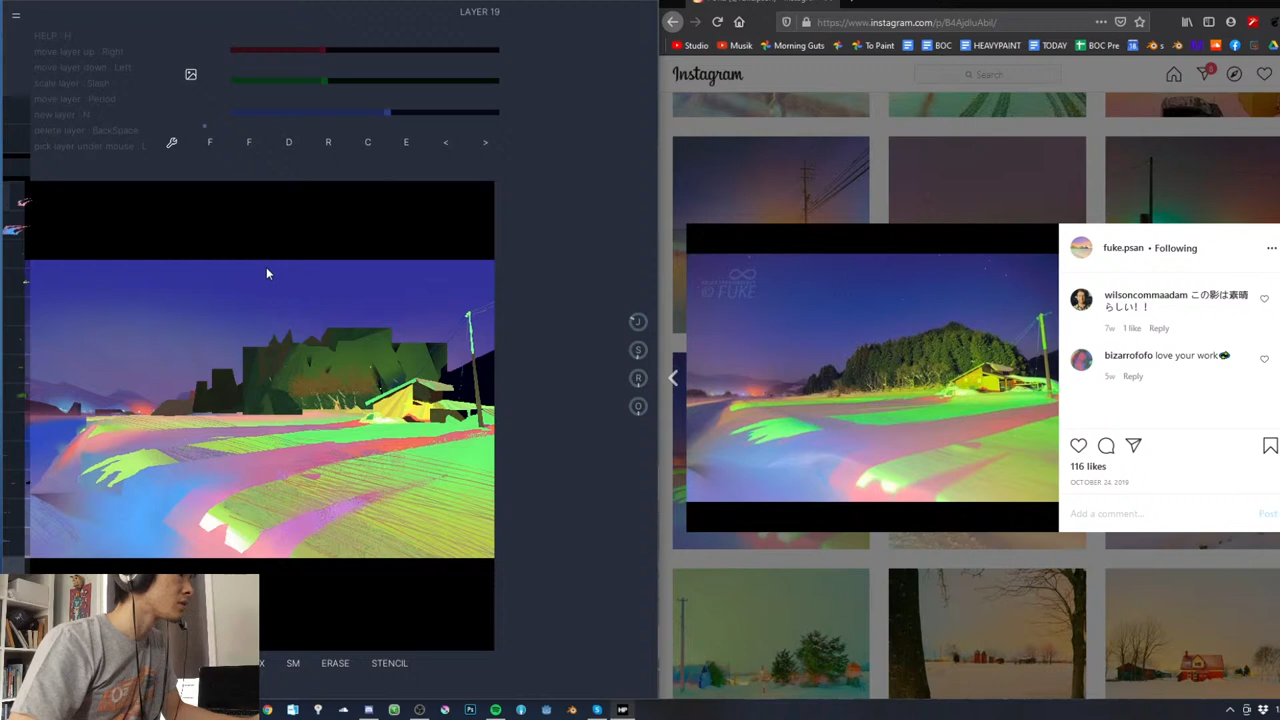 LAYER 19
HELP : H
move layer up : Right
move layer down : Left
scale layer : Slash
move layer : Period
new layer : N
delete layer : BackSpace
pick layer under mouse : L
F F D R C E < >
J
S
R
O
X SM ERASE STENCIL
https://www.instagram.com/p/B4AjdluAbil/
Studio Musik Morning Guts To Paint BOC HEAVYPAINT TODAY BOC Pre
Instagram
Search
FUKE
fuke.psan • Following
wilsoncommaadam この影は素晴
らしい！！
7w 1 like Reply
bizarrofofo love your work
5w Reply
116 likes
OCTOBER 24, 2019
Add a comment... Post